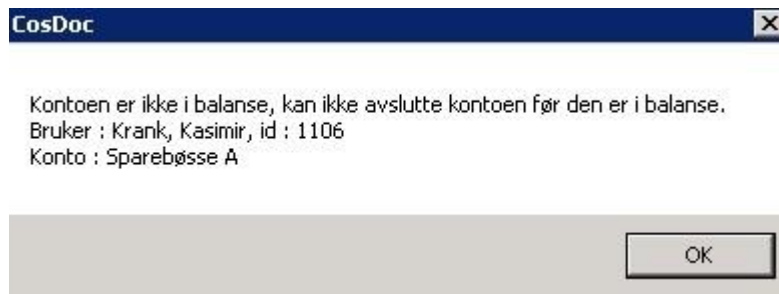 CosDoc
Kontoen er ikke i balanse, kan ikke avslutte kontoen før den er i balanse.
Bruker : Krank, Kasimir, id : 1106
Konto : Sparebøsse A
OK